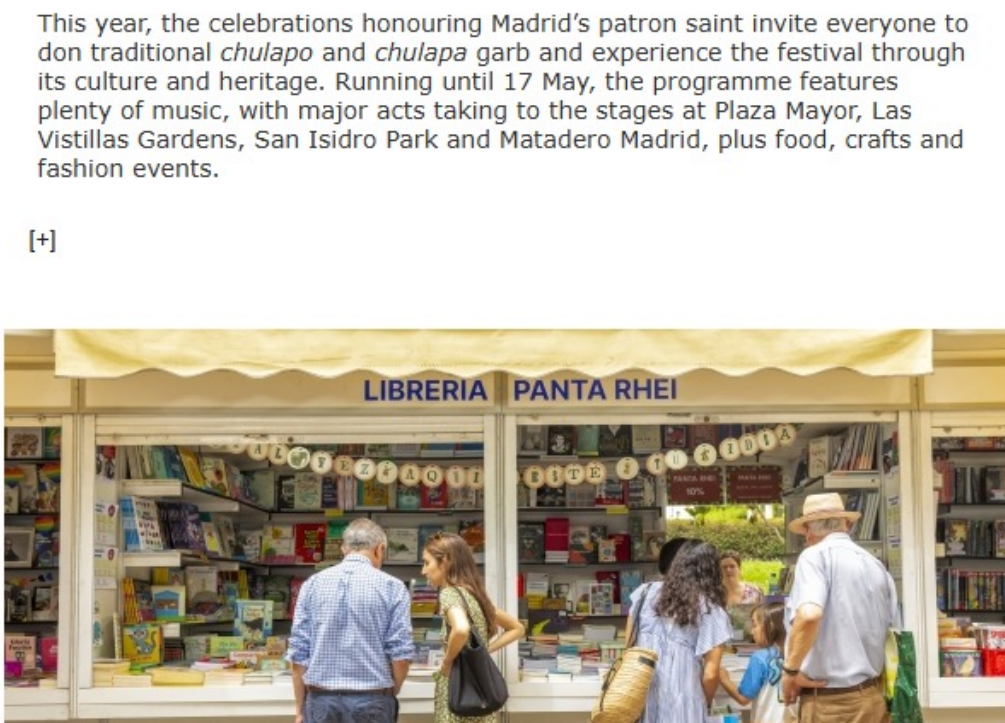 This year, the celebrations honouring Madrid’s patron saint invite everyone to
don traditional chulapo and chulapa garb and experience the festival through
its culture and heritage. Running until 17 May, the programme features
plenty of music, with major acts taking to the stages at Plaza Mayor, Las
Vistillas Gardens, San Isidro Park and Matadero Madrid, plus food, crafts and
fashion events.
[+]
LIBRERIA PANTA RHEI
PANTA RHEI
10%